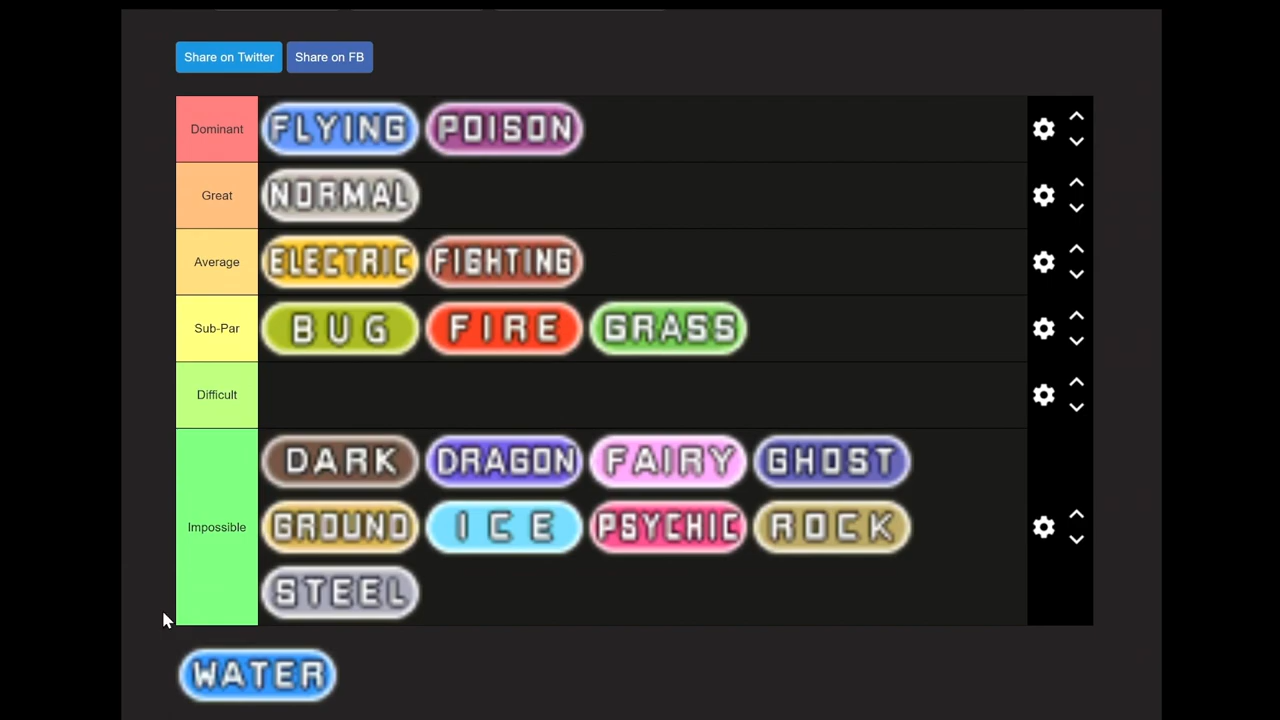 Share on Twitter Share on FB
Dominant FLYING POISON
Great NORMAL
Average ELECTRIC FIGHTING
Sub-Par BUG FIRE GRASS
Difficult
Impossible DARK DRAGON FAIRY GHOST
GROUND ICE PSYCHIC ROCK
STEEL
WATER